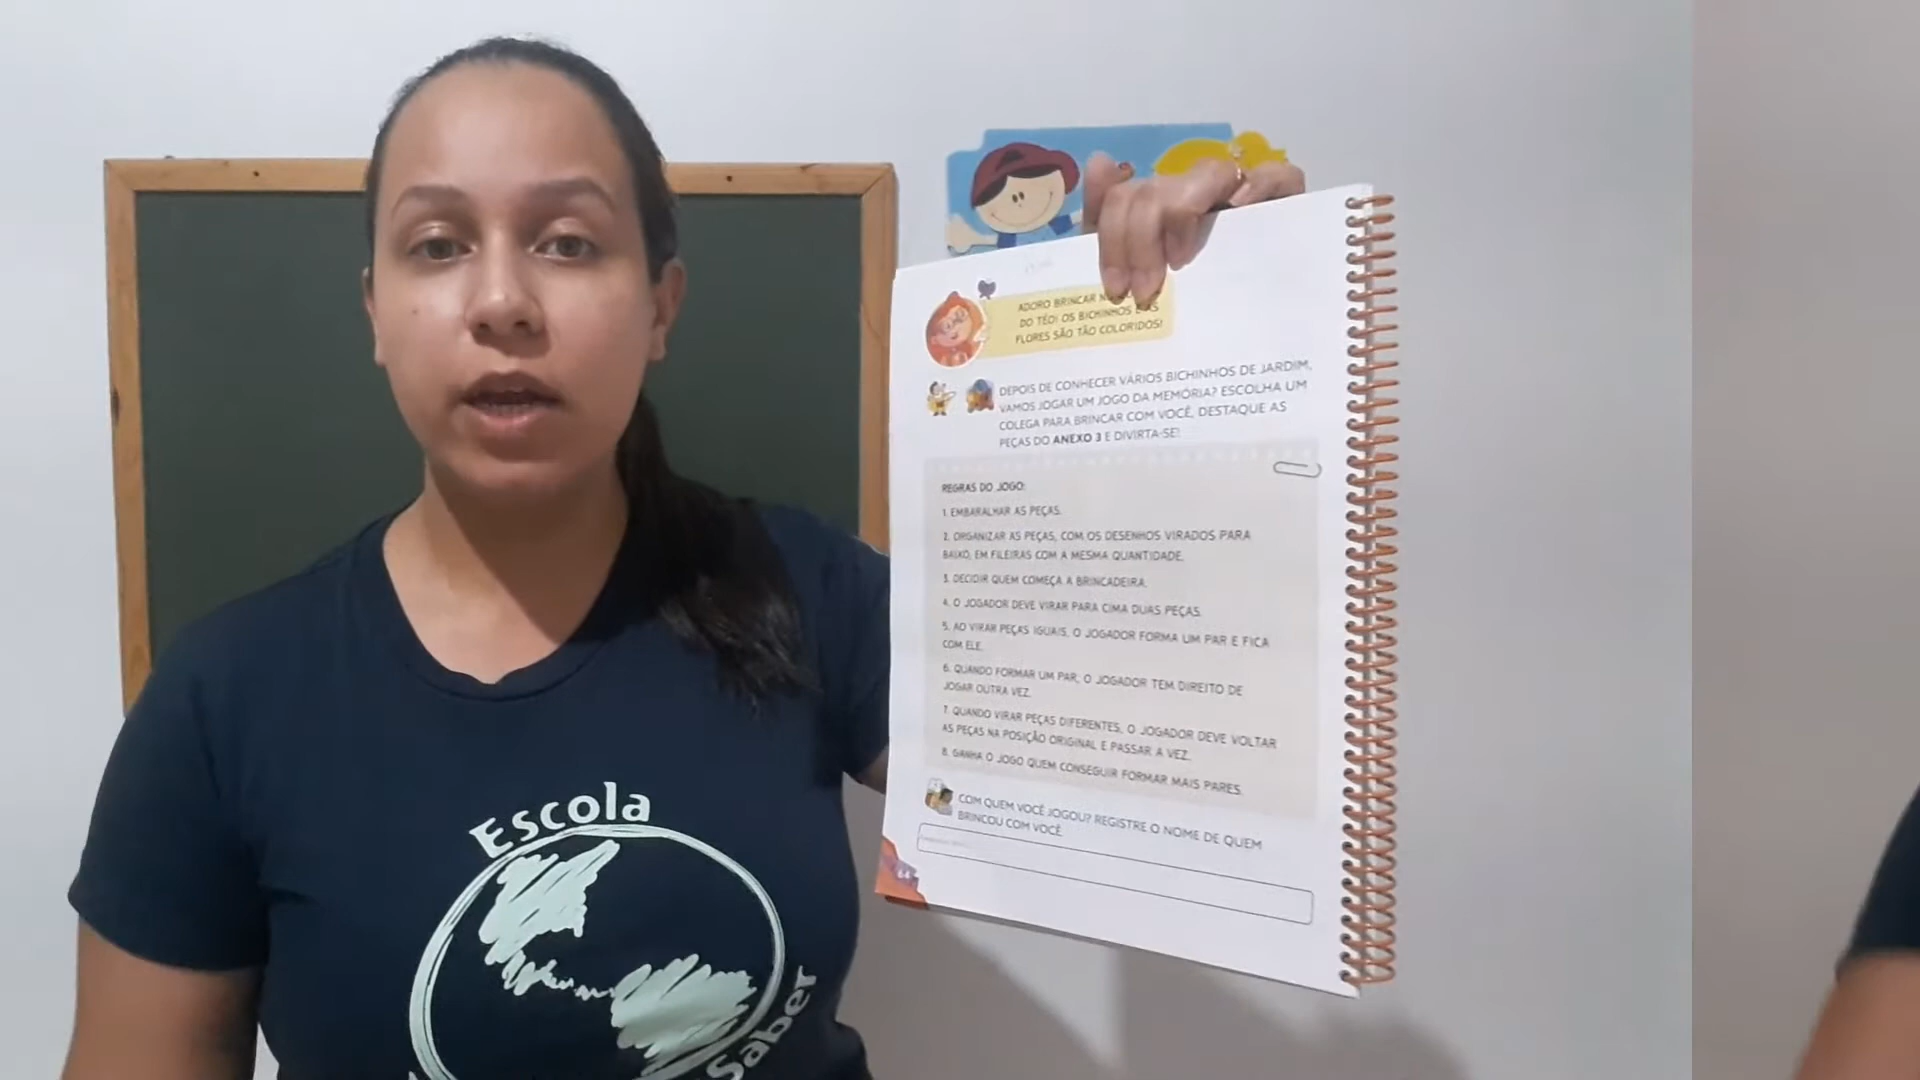 Escola
Saber
ADORO BRINCAR
DO TÉO! OS BICHINHOS E AS
FLORES SÃO TÃO COLORIDOS!
DEPOIS DE CONHECER VÁRIOS BICHINHOS DE JARDIM,
VAMOS JOGAR UM JOGO DA MEMÓRIA? ESCOLHA UM
COLEGA PARA BRINCAR COM VOCÊ, DESTAQUE AS
PEÇAS DO ANEXO 3 E DIVIRTA-SE!
REGRAS DO JOGO:
1. EMBARALHAR AS PEÇAS.
2. ORGANIZAR AS PEÇAS, COM OS DESENHOS VIRADOS PARA
BAIXO, EM FILEIRAS COM A MESMA QUANTIDADE.
3. DECIDIR QUEM COMEÇA A BRINCADEIRA.
4. O JOGADOR DEVE VIRAR PARA CIMA DUAS PEÇAS.
5. AO VIRAR PEÇAS IGUAIS, O JOGADOR FORMA UM PAR E FICA
COM ELE.
6. QUANDO FORMAR UM PAR, O JOGADOR TEM DIREITO DE
JOGAR OUTRA VEZ.
7. QUANDO VIRAR PEÇAS DIFERENTES, O JOGADOR DEVE VOLTAR
AS PEÇAS NA POSIÇÃO ORIGINAL E PASSAR A VEZ.
8. GANHA O JOGO QUEM CONSEGUIR FORMAR MAIS PARES.
COM QUEM VOCÊ JOGOU? REGISTRE O NOME DE QUEM
BRINCOU COM VOCÊ.
64